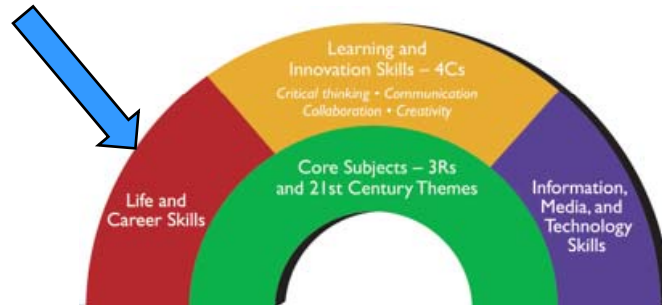 Learning and
Innovation Skills – 4Cs
Critical thinking • Communication
Collaboration • Creativity
Core Subjects – 3Rs
and 21st Century Themes
Life and
Career Skills
Information,
Media, and
Technology
Skills